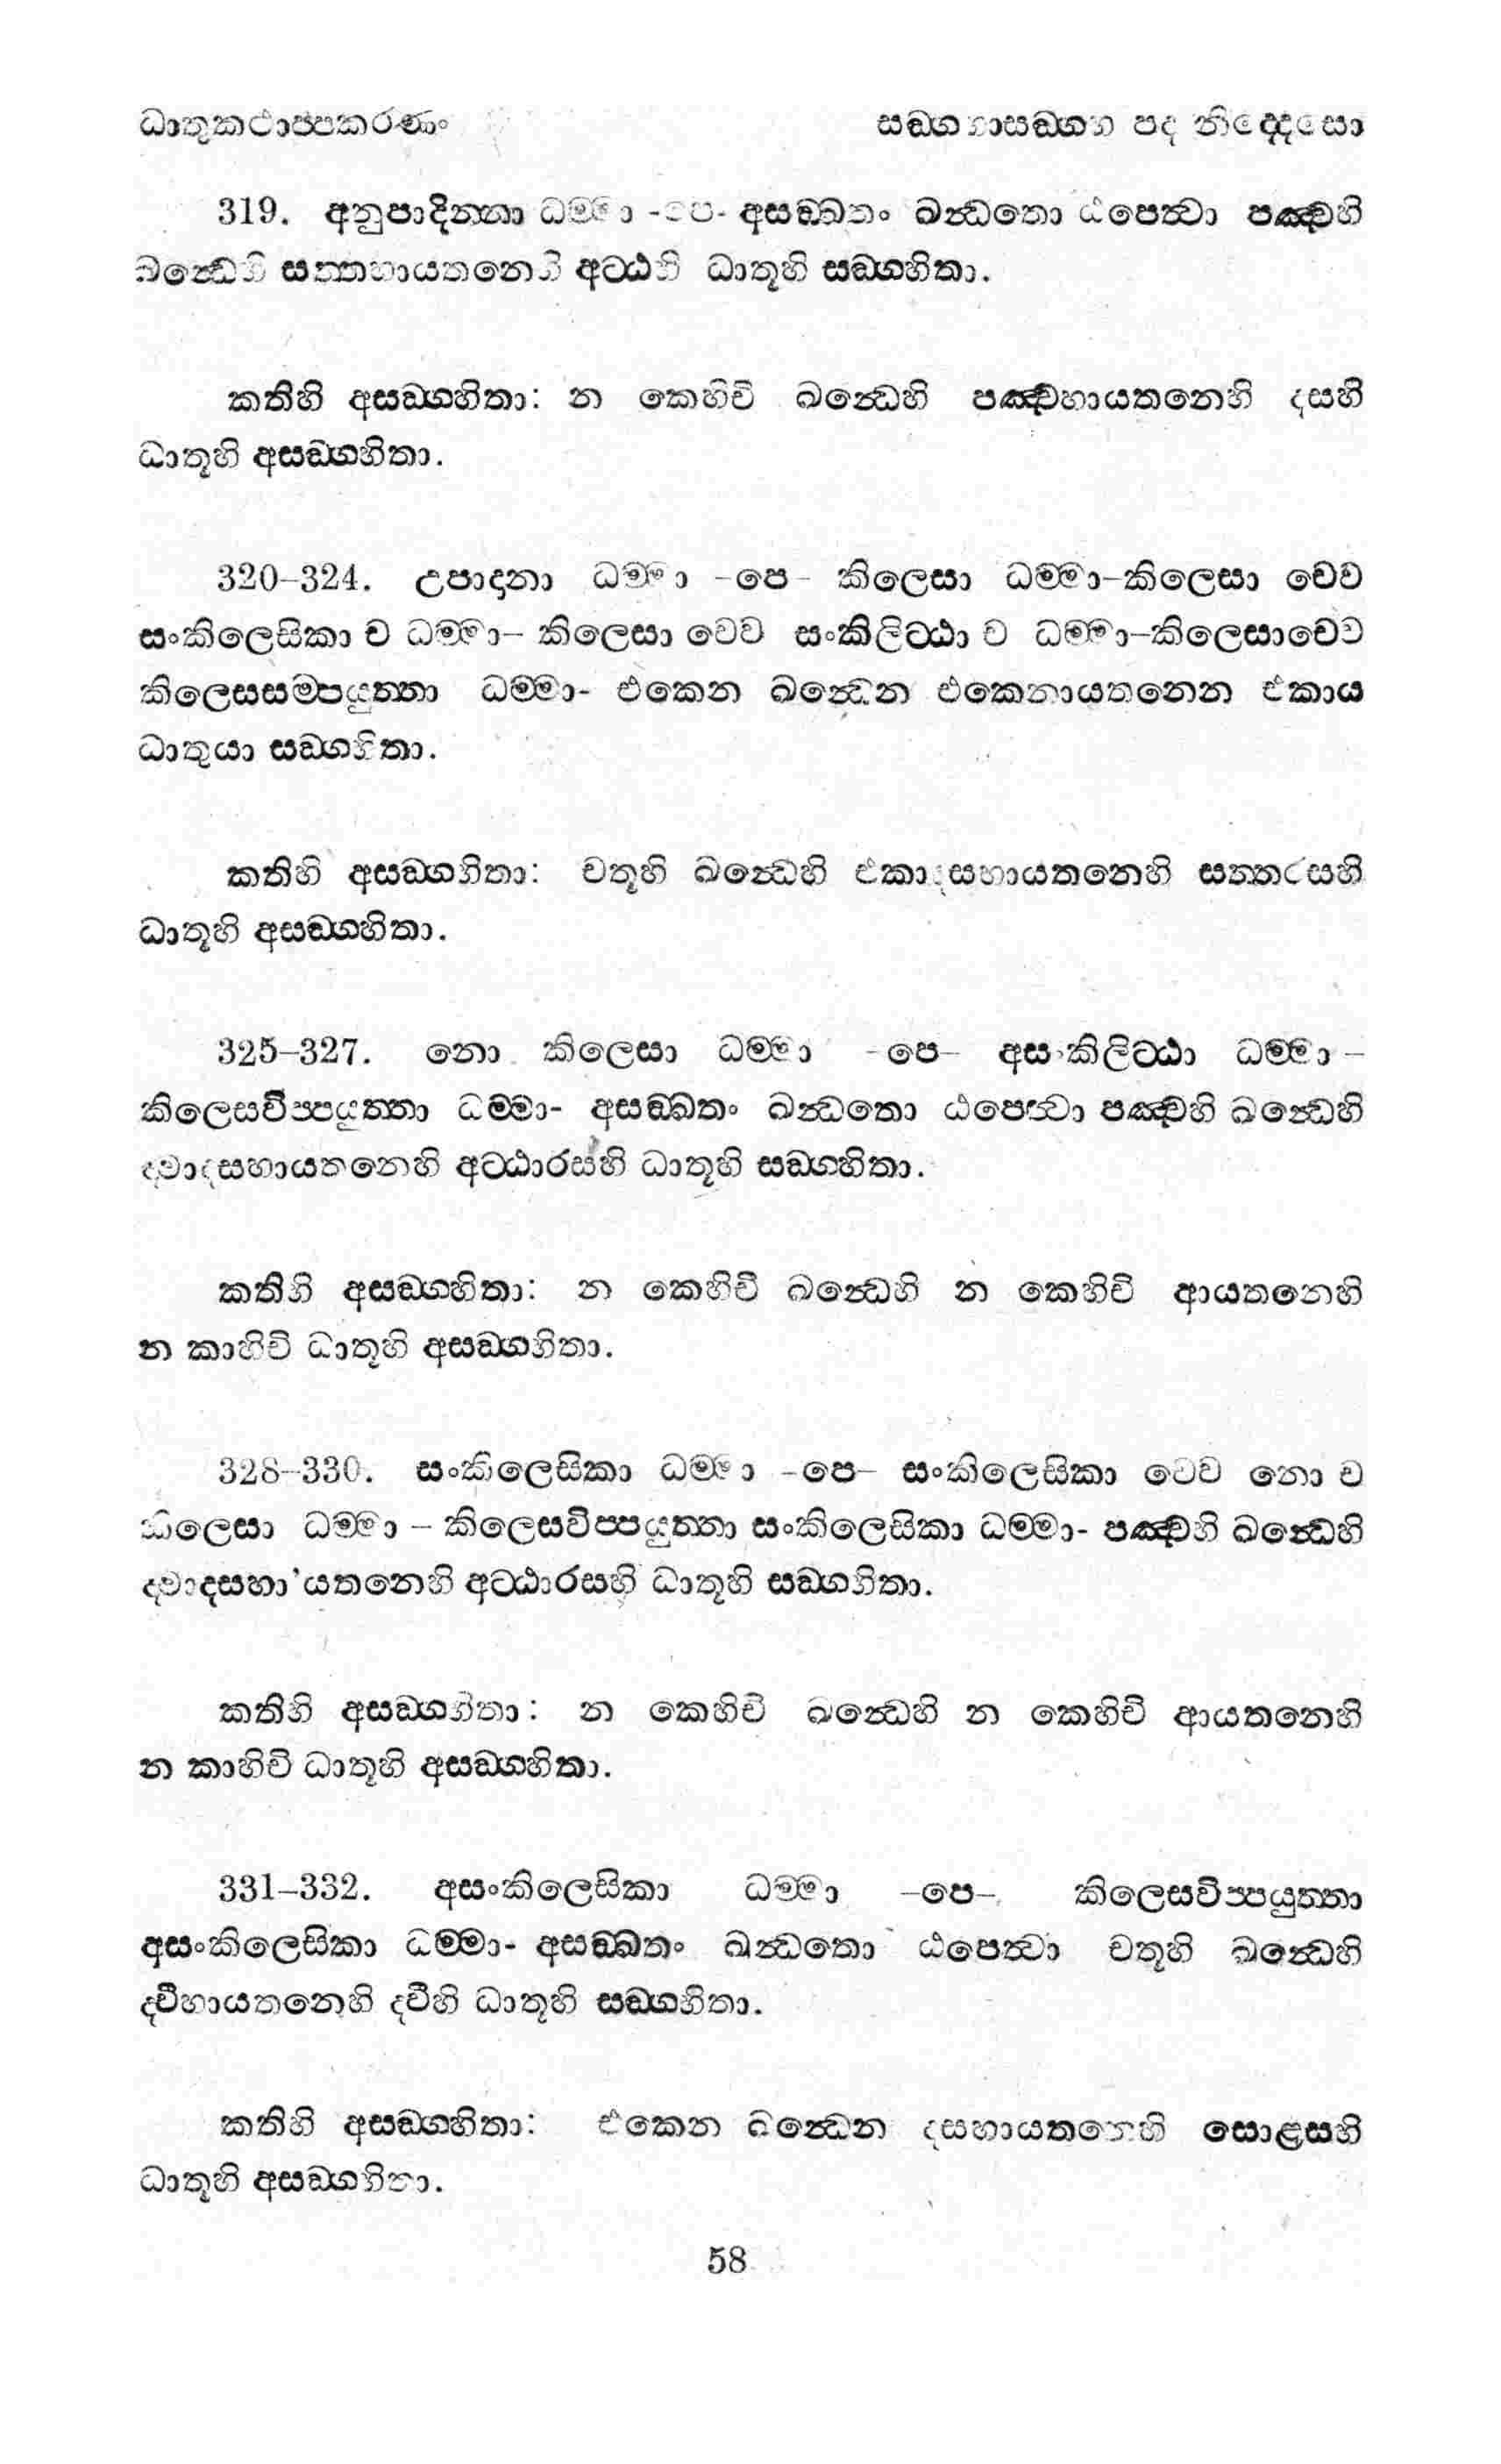 ධාතුකථාප්පකරණං සඞ්ගහාසඞ්ගහ පද නිද්දෙසො
319. අනුපාදින්නා ධම්මා -පෙ- අසඞ්ඛතං ඛන්ධතො ඨපෙත්වා පඤ්චහි
ඛන්ධෙහි සත්තහායතනෙහි අට්ඨහි ධාතූහි සඞ්ගහිතා.
කතිහි අසඞ්ගහිතා: න කෙහිචි ඛන්ධෙහි පඤ්චහායතනෙහි දසහි
ධාතූහි අසඞ්ගහිතා.
320–324. උපාදානා ධම්මා -පෙ- කිලෙසා ධම්මා–කිලෙසා චෙව
සංකිලෙසිකා ච ධම්මා– කිලෙසා චෙව සංකිලිට්ඨා ච ධම්මා–කිලෙසාචෙව
කිලෙසසම්පයුත්තා ධම්මා- එකෙන ඛන්ධෙන එකෙනායතනෙන එකාය
ධාතුයා සඞ්ගහිතා.
කතිහි අසඞ්ගහිතා: චතූහි ඛන්ධෙහි එකාදසහායතනෙහි සත්තරසහි
ධාතූහි අසඞ්ගහිතා.
325–327. නො කිලෙසා ධම්මා -පෙ– අසංකිලිට්ඨා ධම්මා –
කිලෙසවිප්පයුත්තා ධම්මා- අසඞ්ඛතං ඛන්ධතො ඨපෙත්වා පඤ්චහි ඛන්ධෙහි
ද්වාදසහායතනෙහි අට්ඨාරසහි ධාතූහි සඞ්ගහිතා.
කතිහි අසඞ්ගහිතා: න කෙහිචි ඛන්ධෙහි න කෙහිචි ආයතනෙහි
න කාහිචි ධාතූහි අසඞ්ගහිතා.
328–330. සංකිලෙසිකා ධම්මා -පෙ– සංකිලෙසිකා චෙව නො ච
කිලෙසා ධම්මා – කිලෙසවිප්පයුත්තා සංකිලෙසිකා ධම්මා- පඤ්චහි ඛන්ධෙහි
ද්වාදසහා'යතනෙහි අට්ඨාරසහි ධාතූහි සඞ්ගහිතා.
කතිහි අසඞ්ගහිතා: න කෙහිචි ඛන්ධෙහි න කෙහිචි ආයතනෙහි
න කාහිචි ධාතූහි අසඞ්ගහිතා.
331–332. අසංකිලෙසිකා ධම්මා –පෙ– කිලෙසවිප්පයුත්තා
අසංකිලෙසිකා ධම්මා- අසඞ්ඛතං ඛන්ධතො ඨපෙත්වා චතූහි ඛන්ධෙහි
ද්වීහායතනෙහි ද්වීහි ධාතූහි සඞ්ගහිතා.
කතිහි අසඞ්ගහිතා: එකෙන ඛන්ධෙන දසහායතනෙහි සොළසහි
ධාතූහි අසඞ්ගහිතා.
58